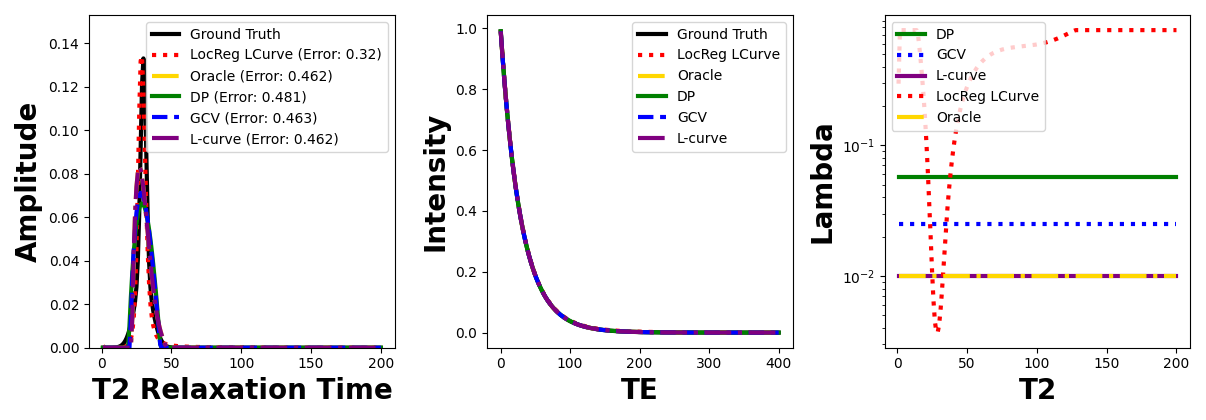 Amplitude
0.14
0.12
0.10
0.08
0.06
0.04
0.02
0.00
Ground Truth
LocReg LCurve (Error: 0.32)
Oracle (Error: 0.462)
DP (Error: 0.481)
GCV (Error: 0.463)
L-curve (Error: 0.462)
0 50 100 150 200
T2 Relaxation Time
Intensity
1.0
0.8
0.6
0.4
0.2
0.0
Ground Truth
LocReg LCurve
Oracle
DP
GCV
L-curve
0 100 200 300 400
TE
Lambda
10⁻¹
10⁻²
DP
GCV
L-curve
LocReg LCurve
Oracle
0 50 100 150 200
T2